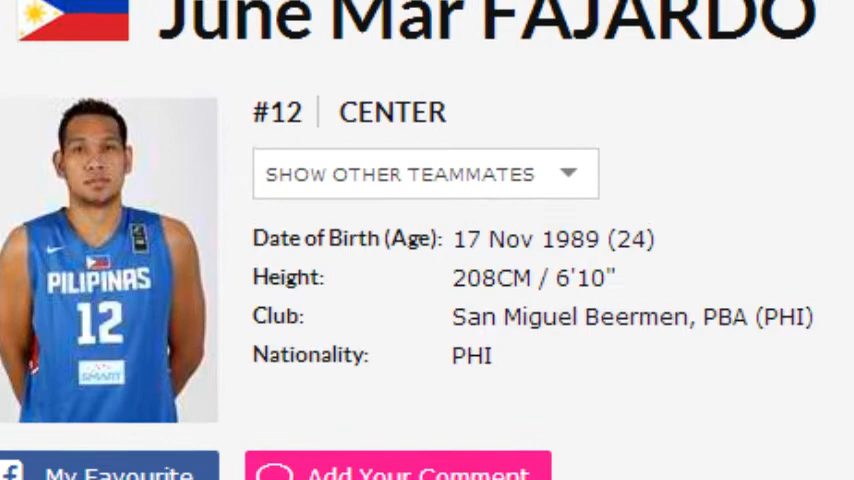 June Mar FAJARDO
#12 | CENTER
SHOW OTHER TEAMMATES
Date of Birth (Age): 17 Nov 1989 (24)
Height: 208CM / 6'10"
Club: San Miguel Beermen, PBA (PHI)
Nationality: PHI
PILIPINAS
12
SMART
My Favourite
Add Your Comment